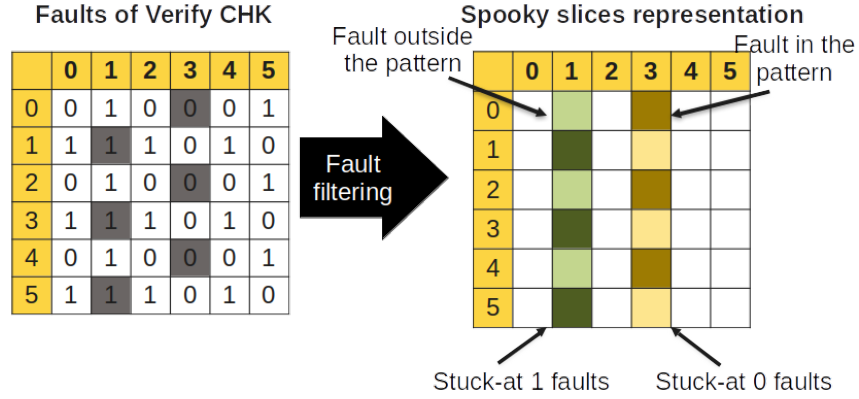 Faults of Verify CHK
0 1 2 3 4 5
0 0 1 0 0 0 1
1 1 1 1 0 1 0
2 0 1 0 0 0 1
3 1 1 1 0 1 0
4 0 1 0 0 0 1
5 1 1 1 0 1 0
Fault
filtering
Spooky slices representation
Fault outside
the pattern
Fault in the
pattern
0 1 2 3 4 5
0
1
2
3
4
5
Stuck-at 1 faults
Stuck-at 0 faults